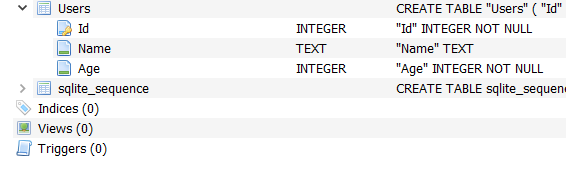 Users CREATE TABLE "Users" ( "Id"
Id INTEGER "Id" INTEGER NOT NULL
Name TEXT "Name" TEXT
Age INTEGER "Age" INTEGER NOT NULL
sqlite_sequence CREATE TABLE sqlite_sequen
Indices (0)
Views (0)
Triggers (0)